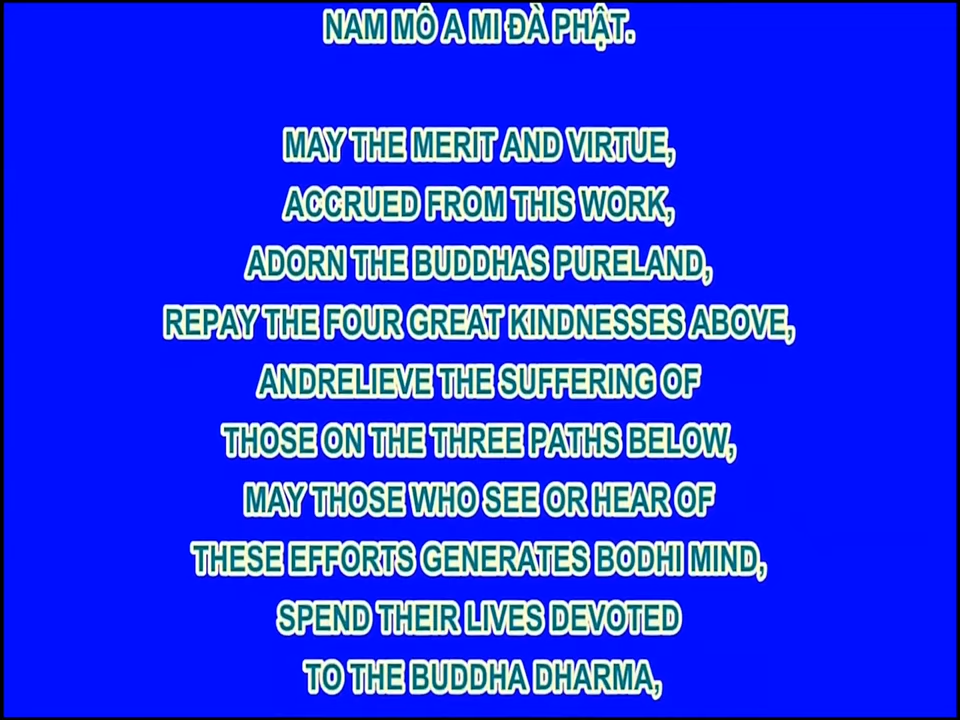 NAM MÔ A MI ĐÀ PHẬT.
MAY THE MERIT AND VIRTUE,
ACCRUED FROM THIS WORK,
ADORN THE BUDDHAS PURELAND,
REPAY THE FOUR GREAT KINDNESSES ABOVE,
ANDRELIEVE THE SUFFERING OF
THOSE ON THE THREE PATHS BELOW,
MAY THOSE WHO SEE OR HEAR OF
THESE EFFORTS GENERATES BODHI MIND,
SPEND THEIR LIVES DEVOTED
TO THE BUDDHA DHARMA,